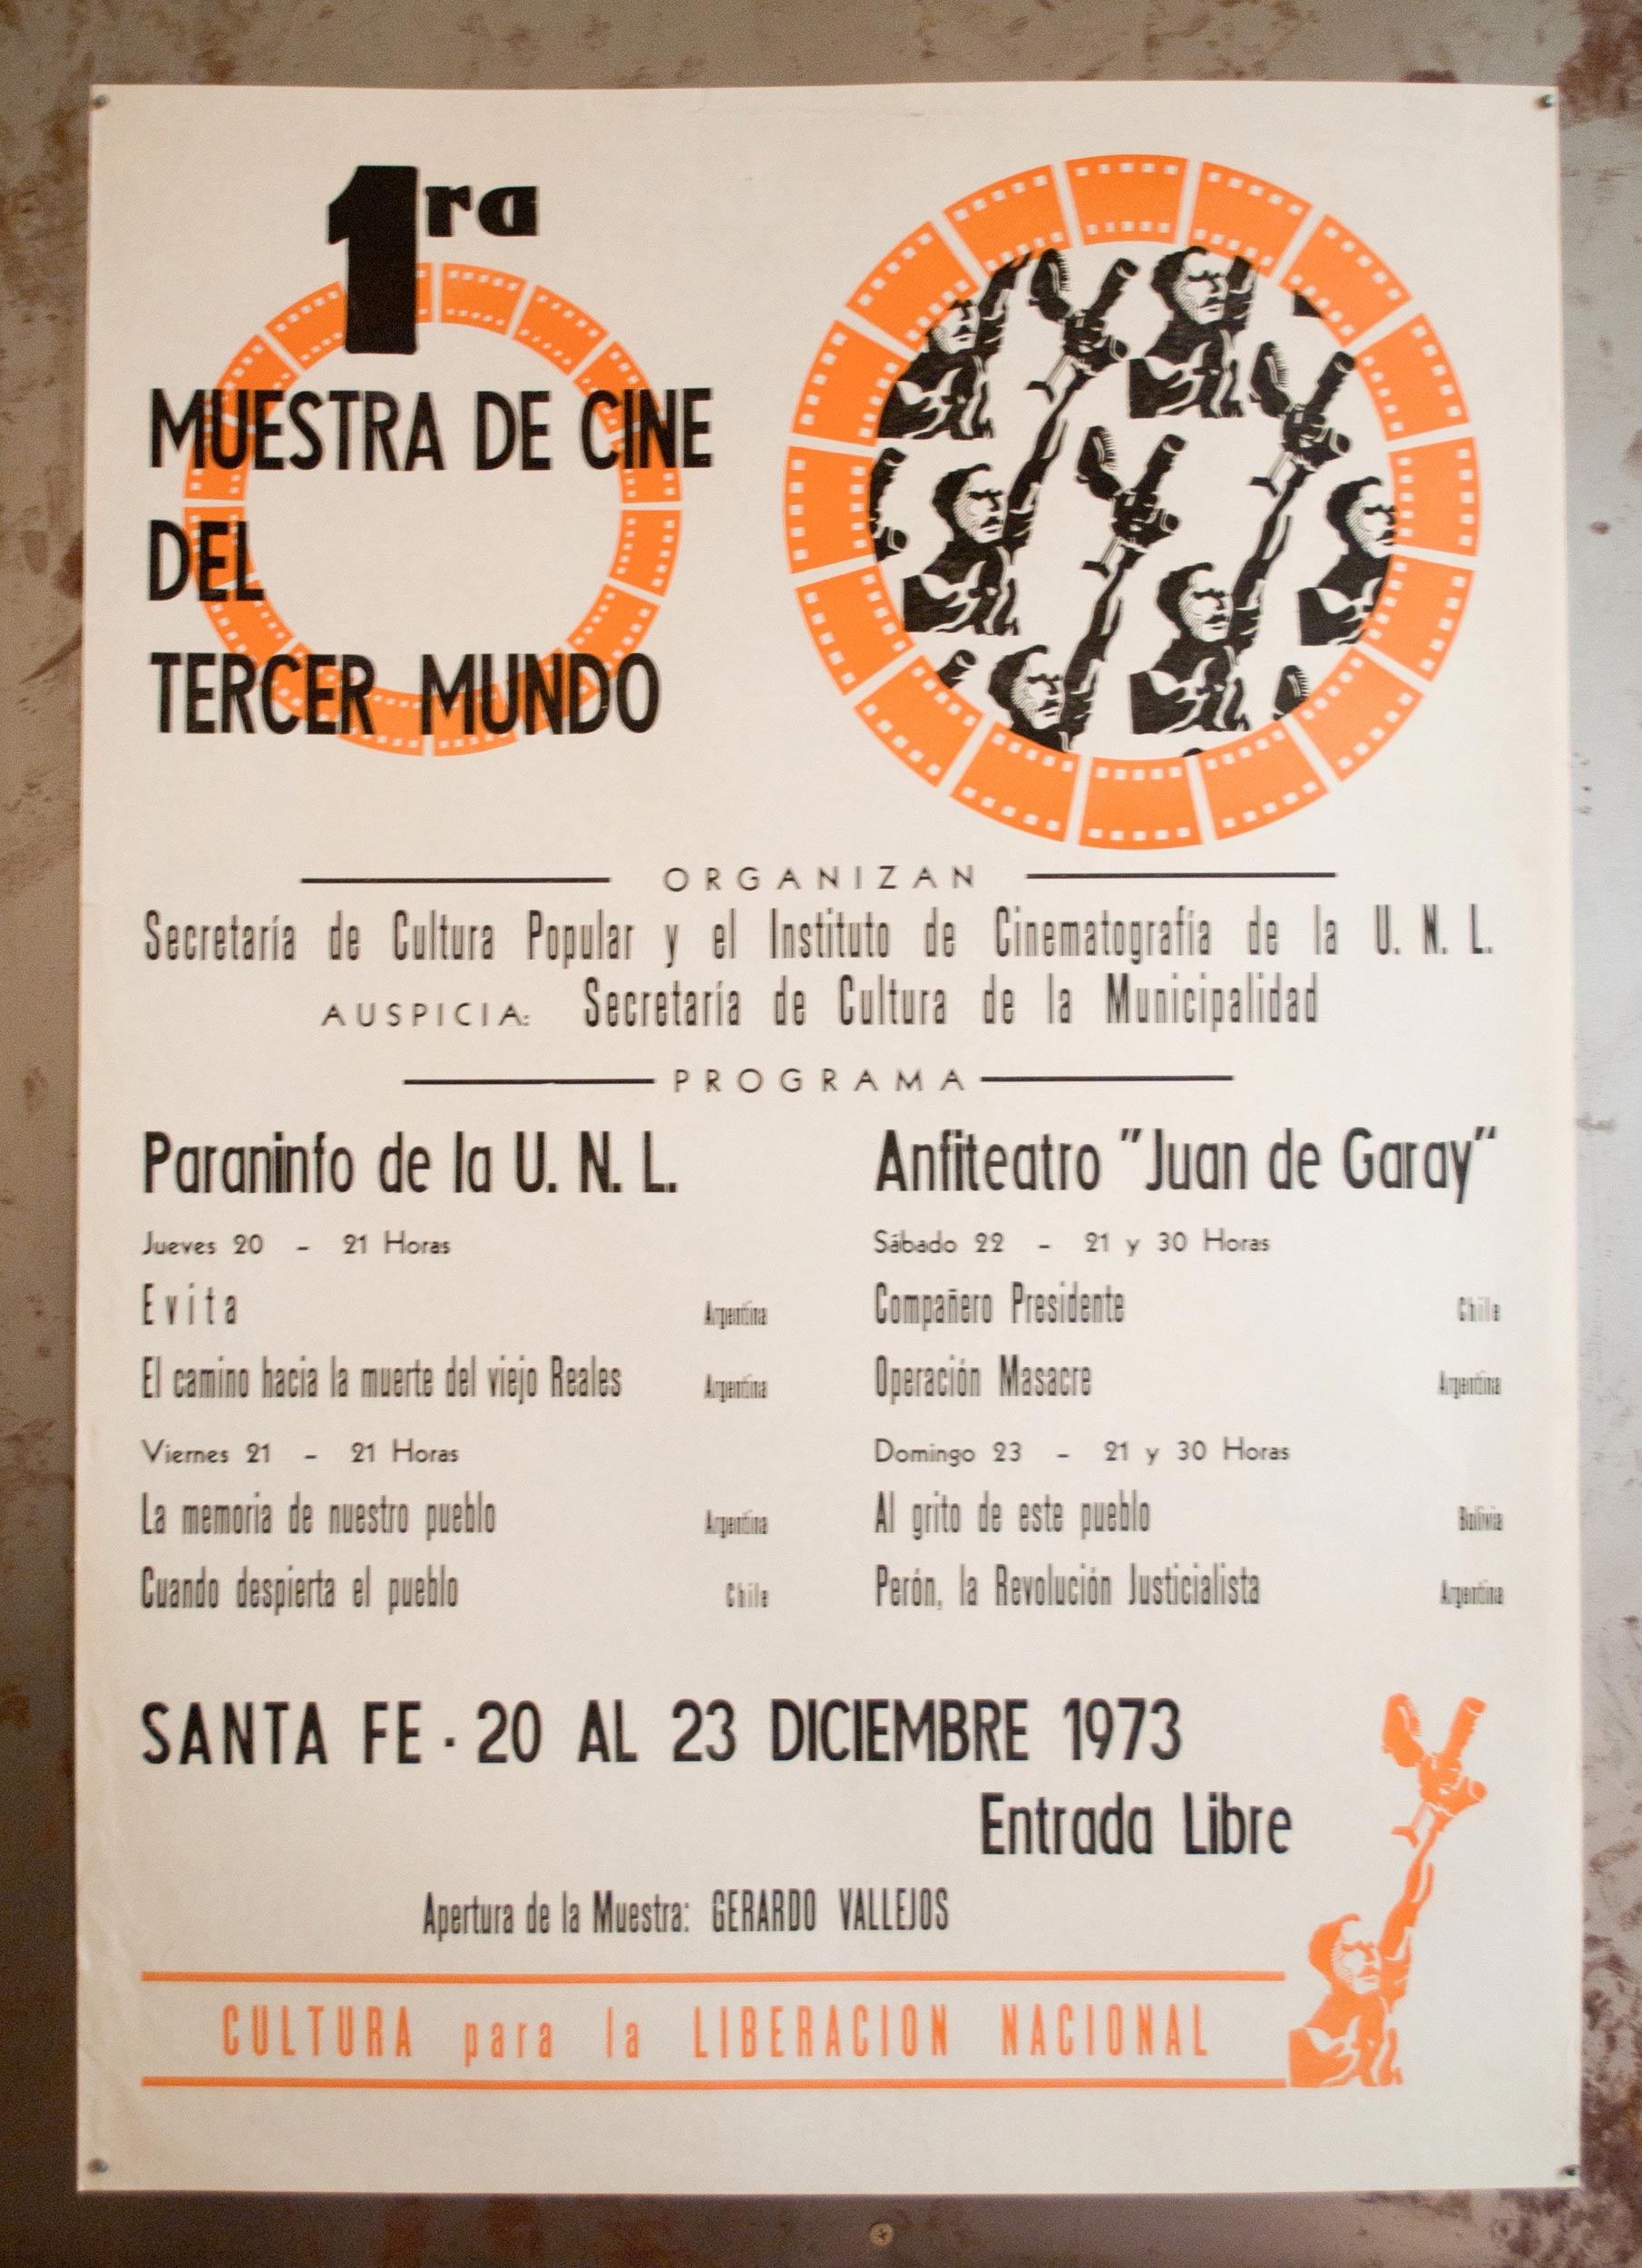 1ra
MUESTRA DE CINE
DEL
TERCER MUNDO
ORGANIZAN
Secretaría de Cultura Popular y el Instituto de Cinematografía de la U. N. L.
AUSPICIA: Secretaría de Cultura de la Municipalidad
PROGRAMA
Paraninfo de la U. N. L.
Jueves 20 - 21 Horas
Evita Argentina
El camino hacia la muerte del viejo Reales Argentina
Viernes 21 - 21 Horas
La memoria de nuestro pueblo Argentina
Cuando despierta el pueblo Chile
Anfiteatro "Juan de Garay"
Sábado 22 - 21 y 30 Horas
Compañero Presidente Chile
Operación Masacre Argentina
Domingo 23 - 21 y 30 Horas
Al grito de este pueblo Bolivia
Perón, la Revolución Justicialista Argentina
SANTA FE · 20 AL 23 DICIEMBRE 1973
Entrada Libre
Apertura de la Muestra: GERARDO VALLEJOS
CULTURA para la LIBERACION NACIONAL